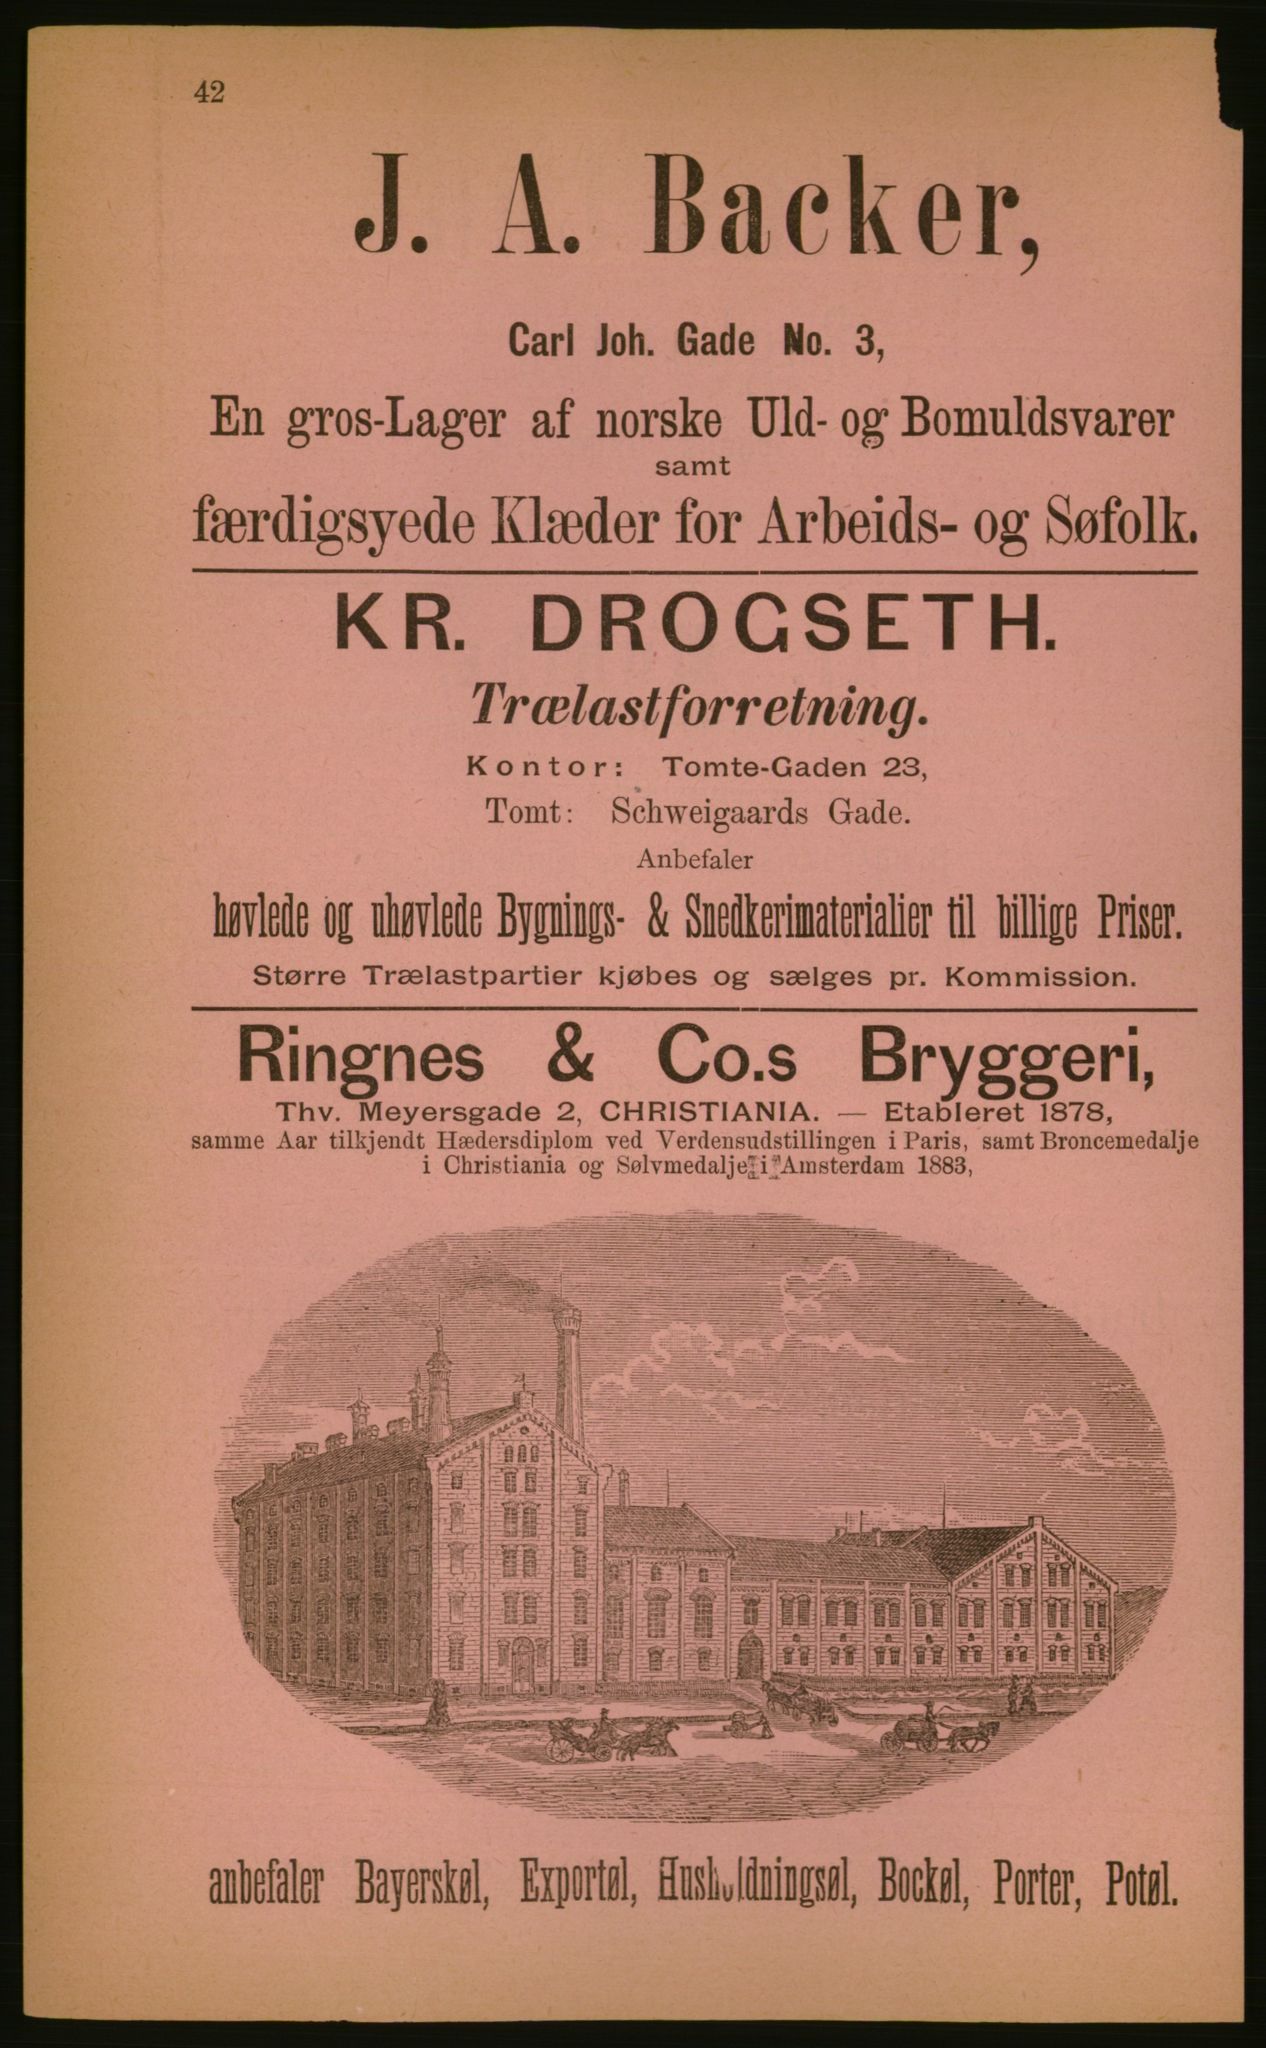 42
J. A. Backer,
Carl Joh. Gade No. 3,
En gros-Lager af norske Uld- og Bomuldsvarer
samt
færdigsyede Klæder for Arbeids- og Søfolk.
KR. DROGSETH.
Trælastforretning.
Kontor: Tomte-Gaden 23,
Tomt: Schweigaards Gade.
Anbefaler
høvlede og uhøvlede Bygnings- & Snedkerimaterialier til billige Priser.
Større Trælastpartier kjøbes og sælges pr. Kommission.
Ringnes & Co.s Bryggeri,
Thv. Meyersgade 2, CHRISTIANIA. — Etableret 1878,
samme Aar tilkjendt Hædersdiplom ved Verdensudstillingen i Paris, samt Broncemedalje
i Christiania og Sølvmedalje i Amsterdam 1883,
anbefaler Bayerskøl, Exportøl, Husholdningsøl, Bockøl, Porter, Potøl.